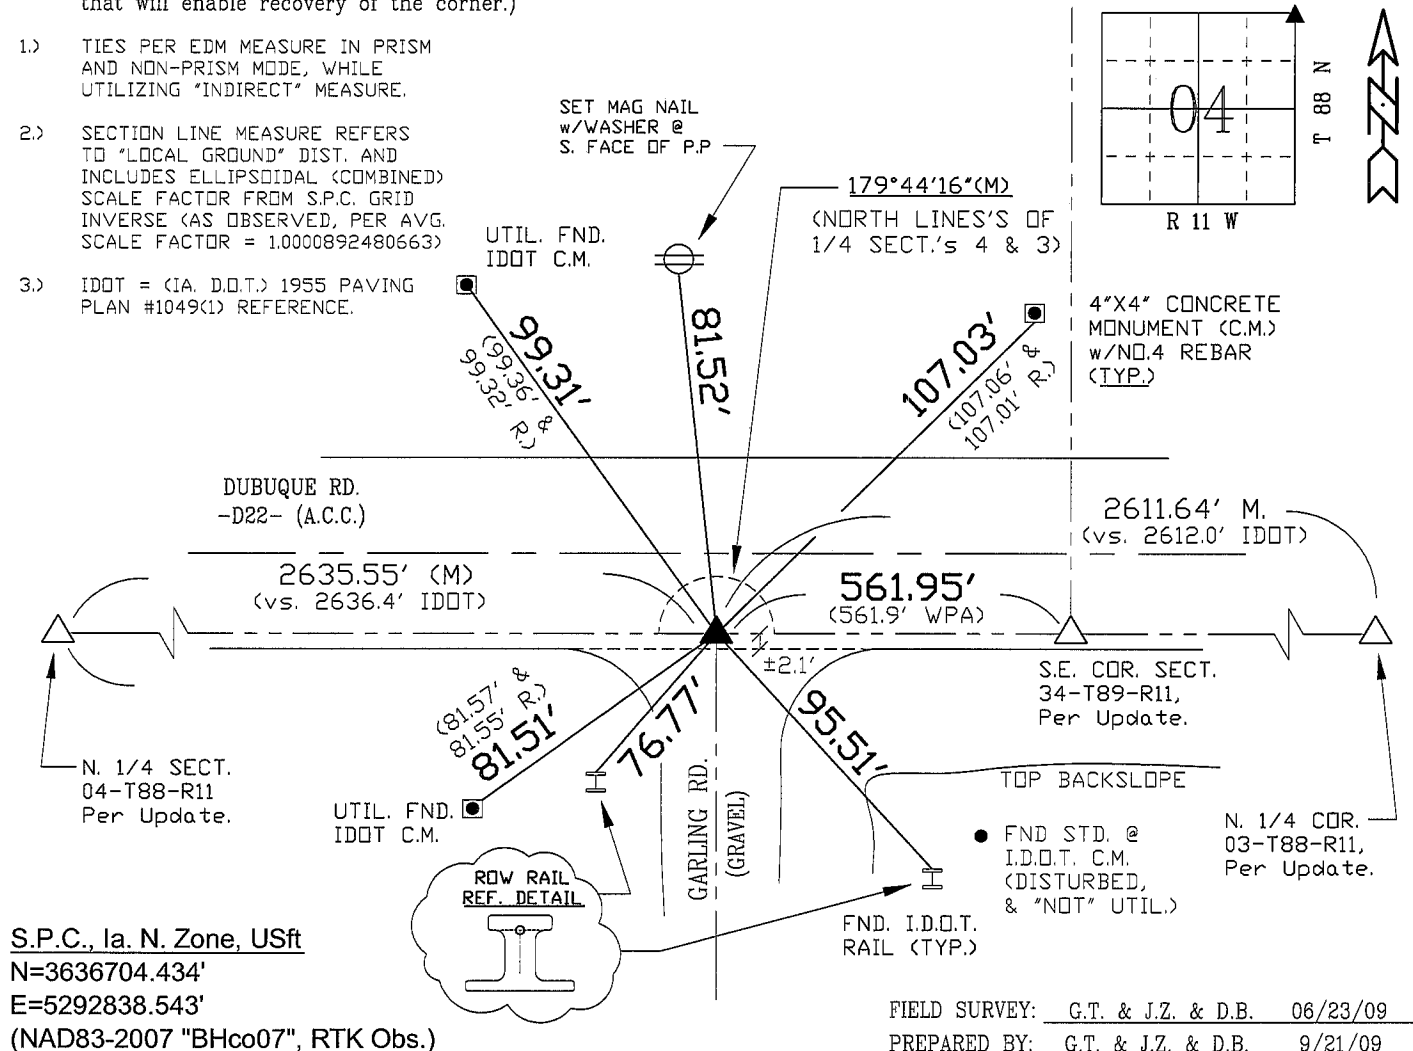 that will enable recovery of the corner.)
1.) TIES PER EDM MEASURE IN PRISM
AND NON-PRISM MODE, WHILE
UTILIZING "INDIRECT" MEASURE.
2.) SECTION LINE MEASURE REFERS
TO "LOCAL GROUND" DIST. AND
INCLUDES ELLIPSOIDAL (COMBINED)
SCALE FACTOR FROM S.P.C. GRID
INVERSE (AS OBSERVED, PER AVG.
SCALE FACTOR = 1.0000892480663)
3.) IDOT = (IA. D.O.T.) 1955 PAVING
PLAN #1049(1) REFERENCE.
SET MAG NAIL
w/WASHER @
S. FACE OF P.P
UTIL. FND.
IDOT C.M.
179°44'16"(M)
(NORTH LINES'S OF
1/4 SECT.'s 4 & 3)
04
T 88 N
R 11 W
N
4"X4" CONCRETE
MONUMENT (C.M.)
w/NO.4 REBAR
(TYP.)
99.31'
(99.36' &
99.32' R.)
81.52'
107.03'
(107.06' &
107.01' R.)
DUBUQUE RD.
-D22- (A.C.C.)
2635.55' (M)
(vs. 2636.4' IDOT)
561.95'
(561.9' WPA)
2611.64' M.
(vs. 2612.0' IDOT)
±2.1'
(81.57' &
81.55' R.)
81.51'
76.77'
95.51'
S.E. COR. SECT.
34-T89-R11,
Per Update.
N. 1/4 SECT.
04-T88-R11
Per Update.
UTIL. FND.
IDOT C.M.
GARLING RD.
(GRAVEL)
TOP BACKSLOPE
FND STD. @
I.D.O.T. C.M.
(DISTURBED,
& "NOT" UTIL.)
N. 1/4 COR.
03-T88-R11,
Per Update.
ROW RAIL
REF. DETAIL
FND. I.D.O.T.
RAIL (TYP.)
S.P.C., Ia. N. Zone, USft
N=3636704.434'
E=5292838.543'
(NAD83-2007 "BHco07", RTK Obs.)
FIELD SURVEY: G.T. & J.Z. & D.B. 06/23/09
PREPARED BY: G.T. & J.Z. & D.B. 9/21/09